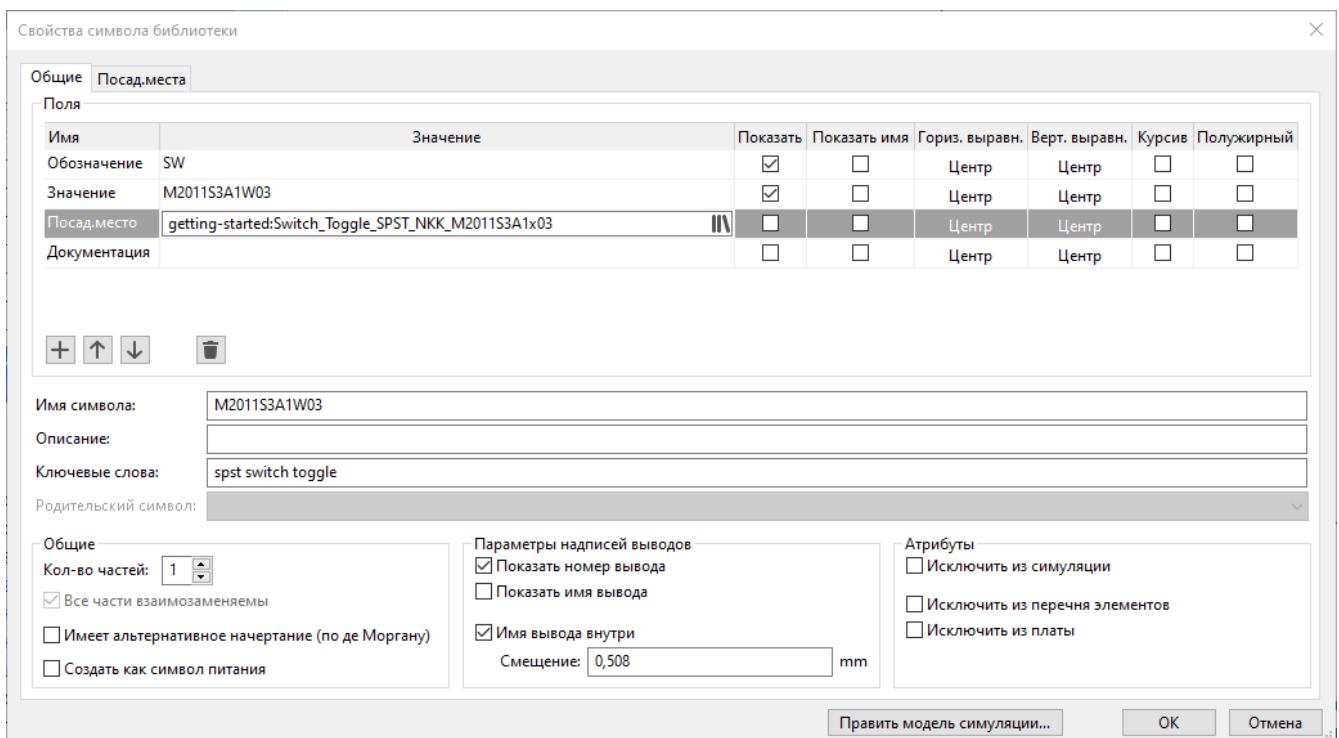 Свойства символа библиотеки
Общие Посад.места
Поля
Имя Значение Показать Показать имя Гориз. выравн. Верт. выравн. Курсив Полужирный
Обозначение SW Центр Центр
Значение M2011S3A1W03 Центр Центр
Посад.место getting-started:Switch_Toggle_SPST_NKK_M2011S3A1x03 Центр Центр
Документация Центр Центр
Имя символа: M2011S3A1W03
Описание:
Ключевые слова: spst switch toggle
Родительский символ:
Общие Параметры надписей выводов Атрибуты
Кол-во частей: 1 Показать номер вывода Исключить из симуляции
Все части взаимозаменяемы Показать имя вывода Исключить из перечня элементов
Имеет альтернативное начертание (по де Моргану) Имя вывода внутри Исключить из платы
Создать как символ питания Смещение: 0,508 mm
Править модель симуляции... OK Отмена